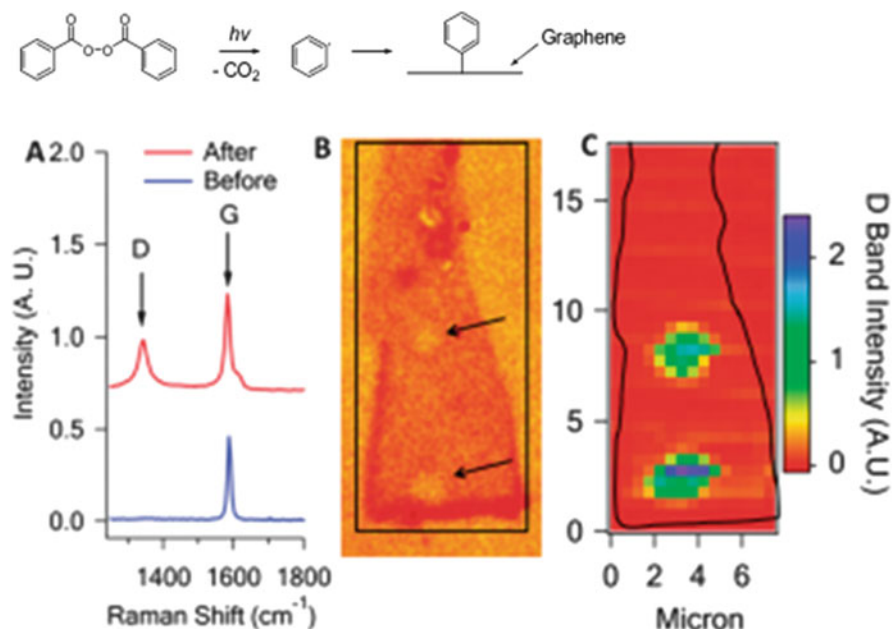 O
O
O-O
hν
- CO₂
Graphene
A
2.0
1.5
1.0
0.5
0.0
Intensity (A. U.)
After
Before
D
G
1400
1600
1800
Raman Shift (cm⁻¹)
B
C
15
10
5
0
0
2
4
6
Micron
2
1
0
D Band Intensity (A.U.)